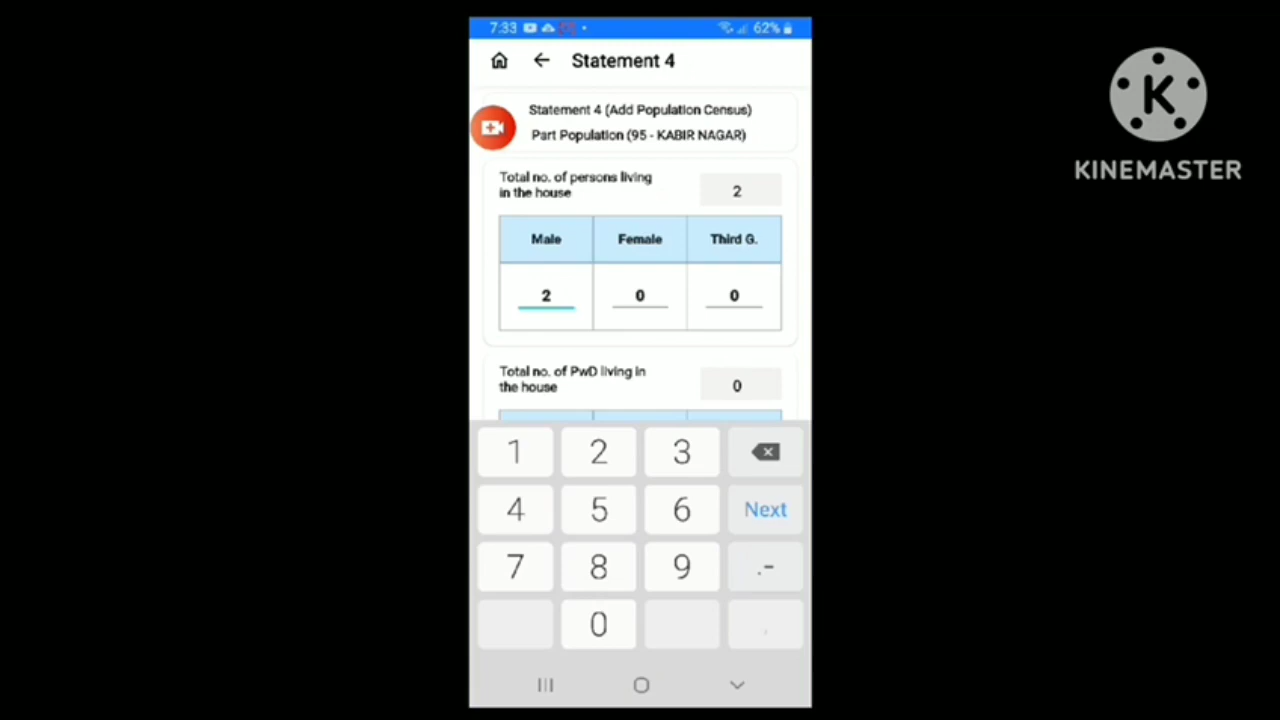 7:33
62%
Statement 4
Statement 4 (Add Population Census)
Part Population (95 - KABIR NAGAR)
Total no. of persons living
in the house
2
Male Female Third G.
2 0 0
Total no. of PwD living in
the house
0
1 2 3
4 5 6 Next
7 8 9 .-
0 ,
K
KINEMASTER